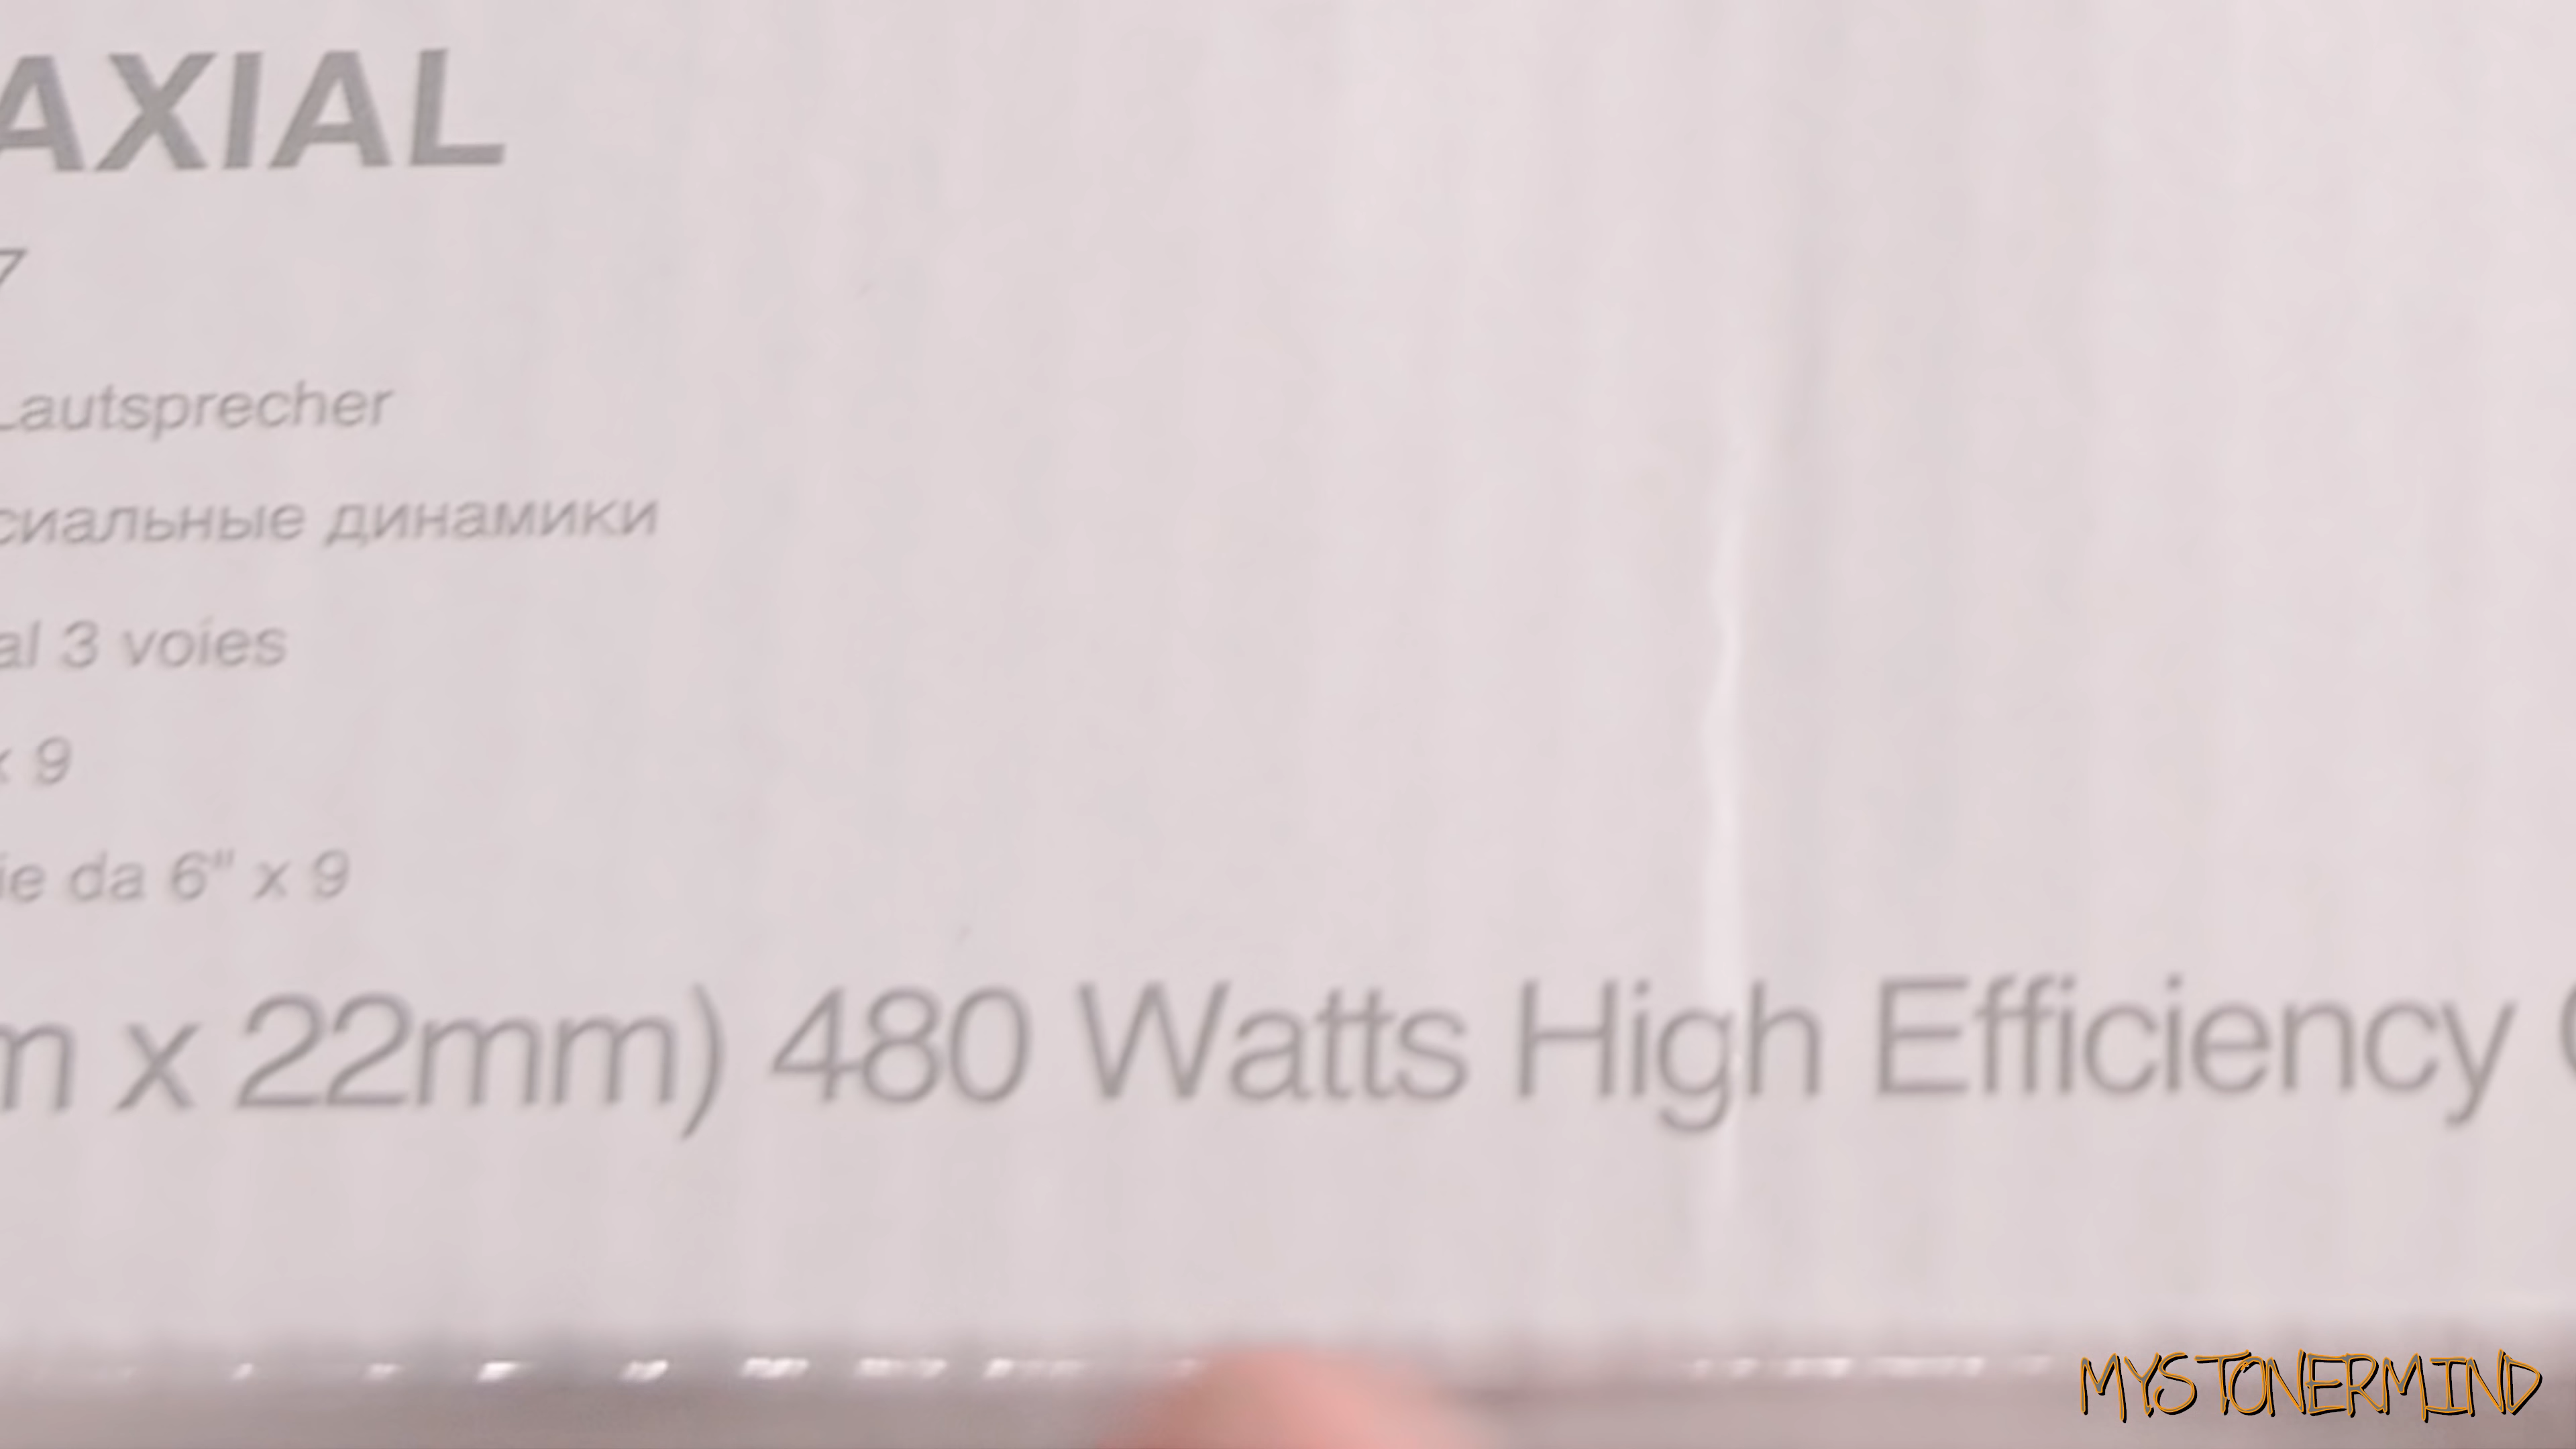 AXIAL
7
Lautsprecher
сиальные динамики
al 3 voies
x 9
ie da 6" x 9
m x 22mm) 480 Watts High Efficiency
MYSTONERMIND